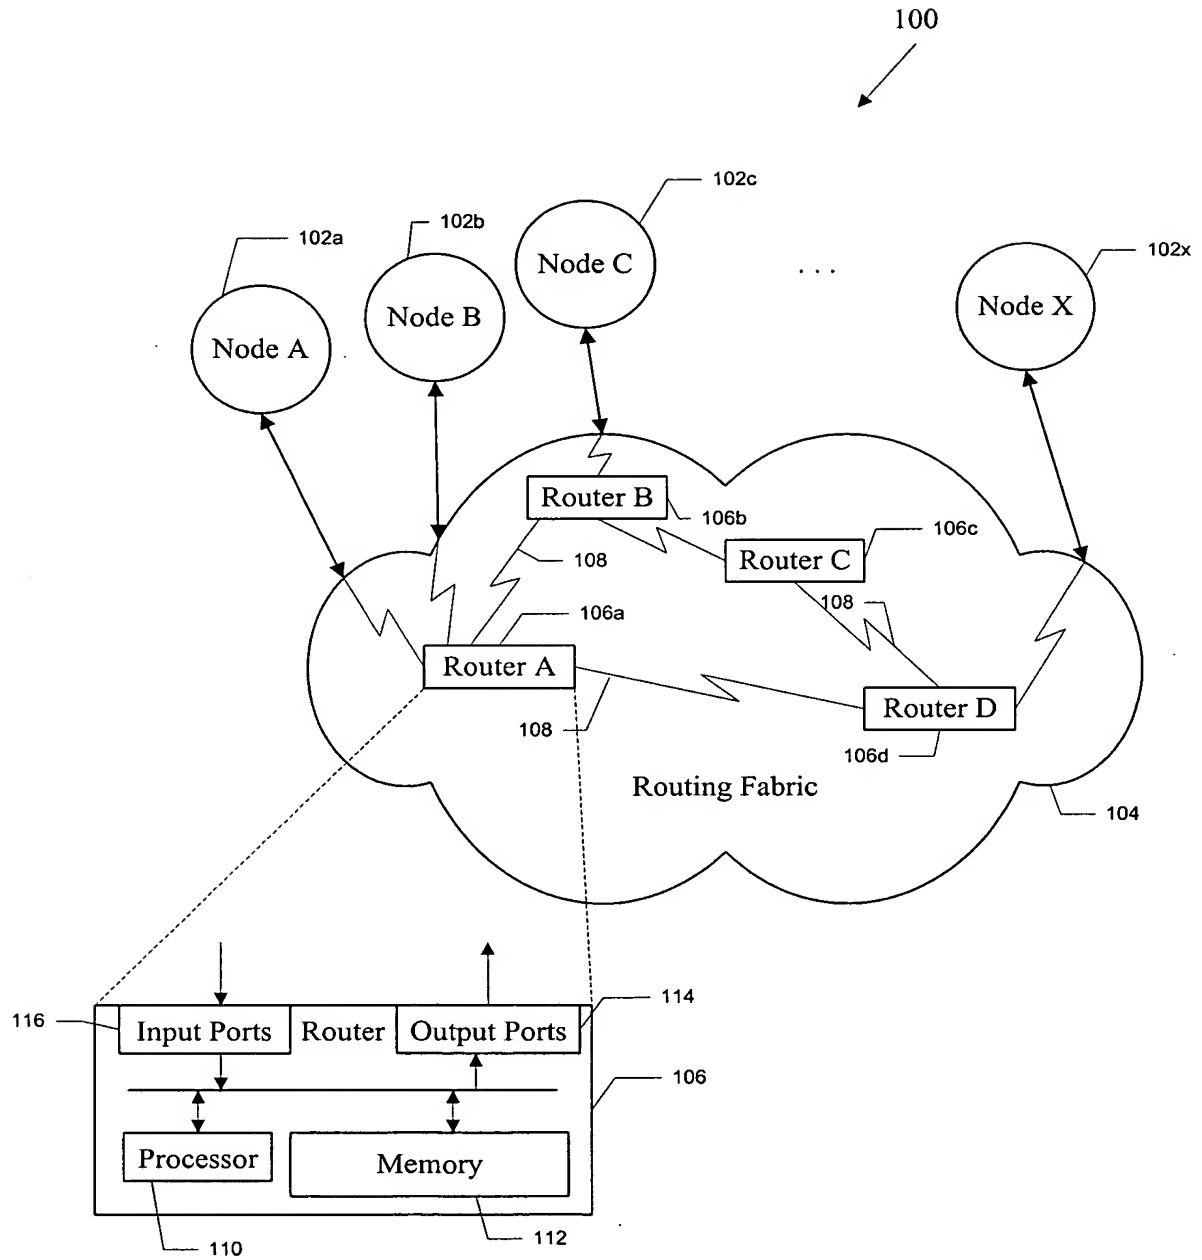 100
102c
102b
102a
102x
Node C
Node B
Node A
. . .
Node X
Router B
106b
106c
Router C
108
106a
108
Router A
Router D
108
106d
Routing Fabric
104
114
116
Input Ports
Router
Output Ports
106
Processor
Memory
110
112